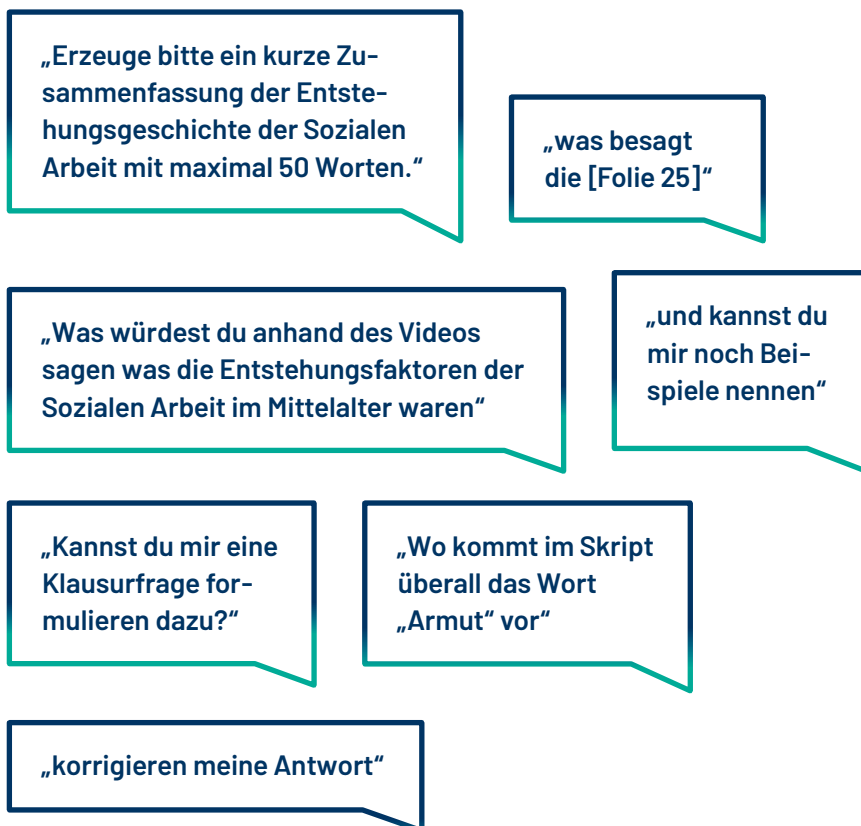 „Erzeuge bitte ein kurze Zu-
sammenfassung der Entste-
hungsgeschichte der Sozialen
Arbeit mit maximal 50 Worten.“
„was besagt
die [Folie 25]“
„Was würdest du anhand des Videos
sagen was die Entstehungsfaktoren der
Sozialen Arbeit im Mittelalter waren“
„und kannst du
mir noch Bei-
spiele nennen“
„Kannst du mir eine
Klausurfrage for-
mulieren dazu?“
„Wo kommt im Skript
überall das Wort
„Armut“ vor“
„korrigieren meine Antwort“